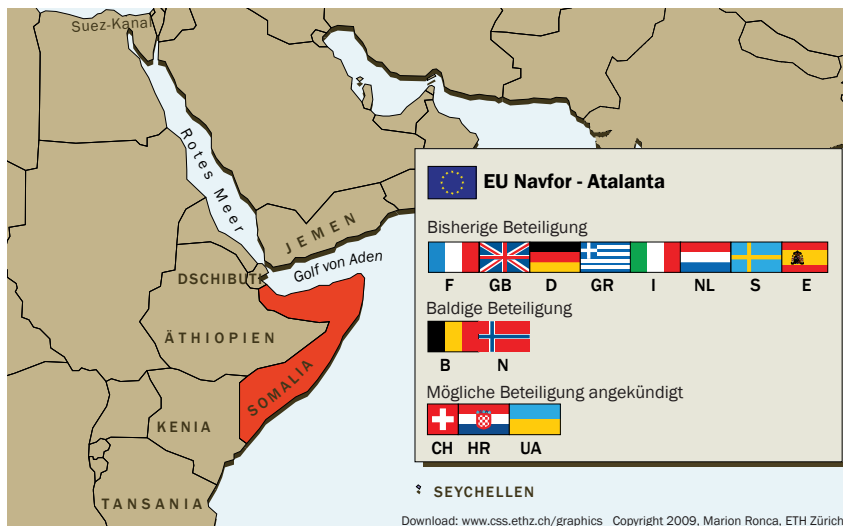 Suez-Kanal
Rotes Meer
JEMEN
Golf von Aden
DSCHIBUTI
ÄTHIOPIEN
SOMALIA
KENIA
TANSANIA
SEYCHELLEN
EU Navfor - Atalanta
Bisherige Beteiligung
F GB D GR I NL S E
Baldige Beteiligung
B N
Mögliche Beteiligung angekündigt
CH HR UA
Download: www.css.ethz.ch/graphics Copyright 2009, Marion Ronca, ETH Zürich